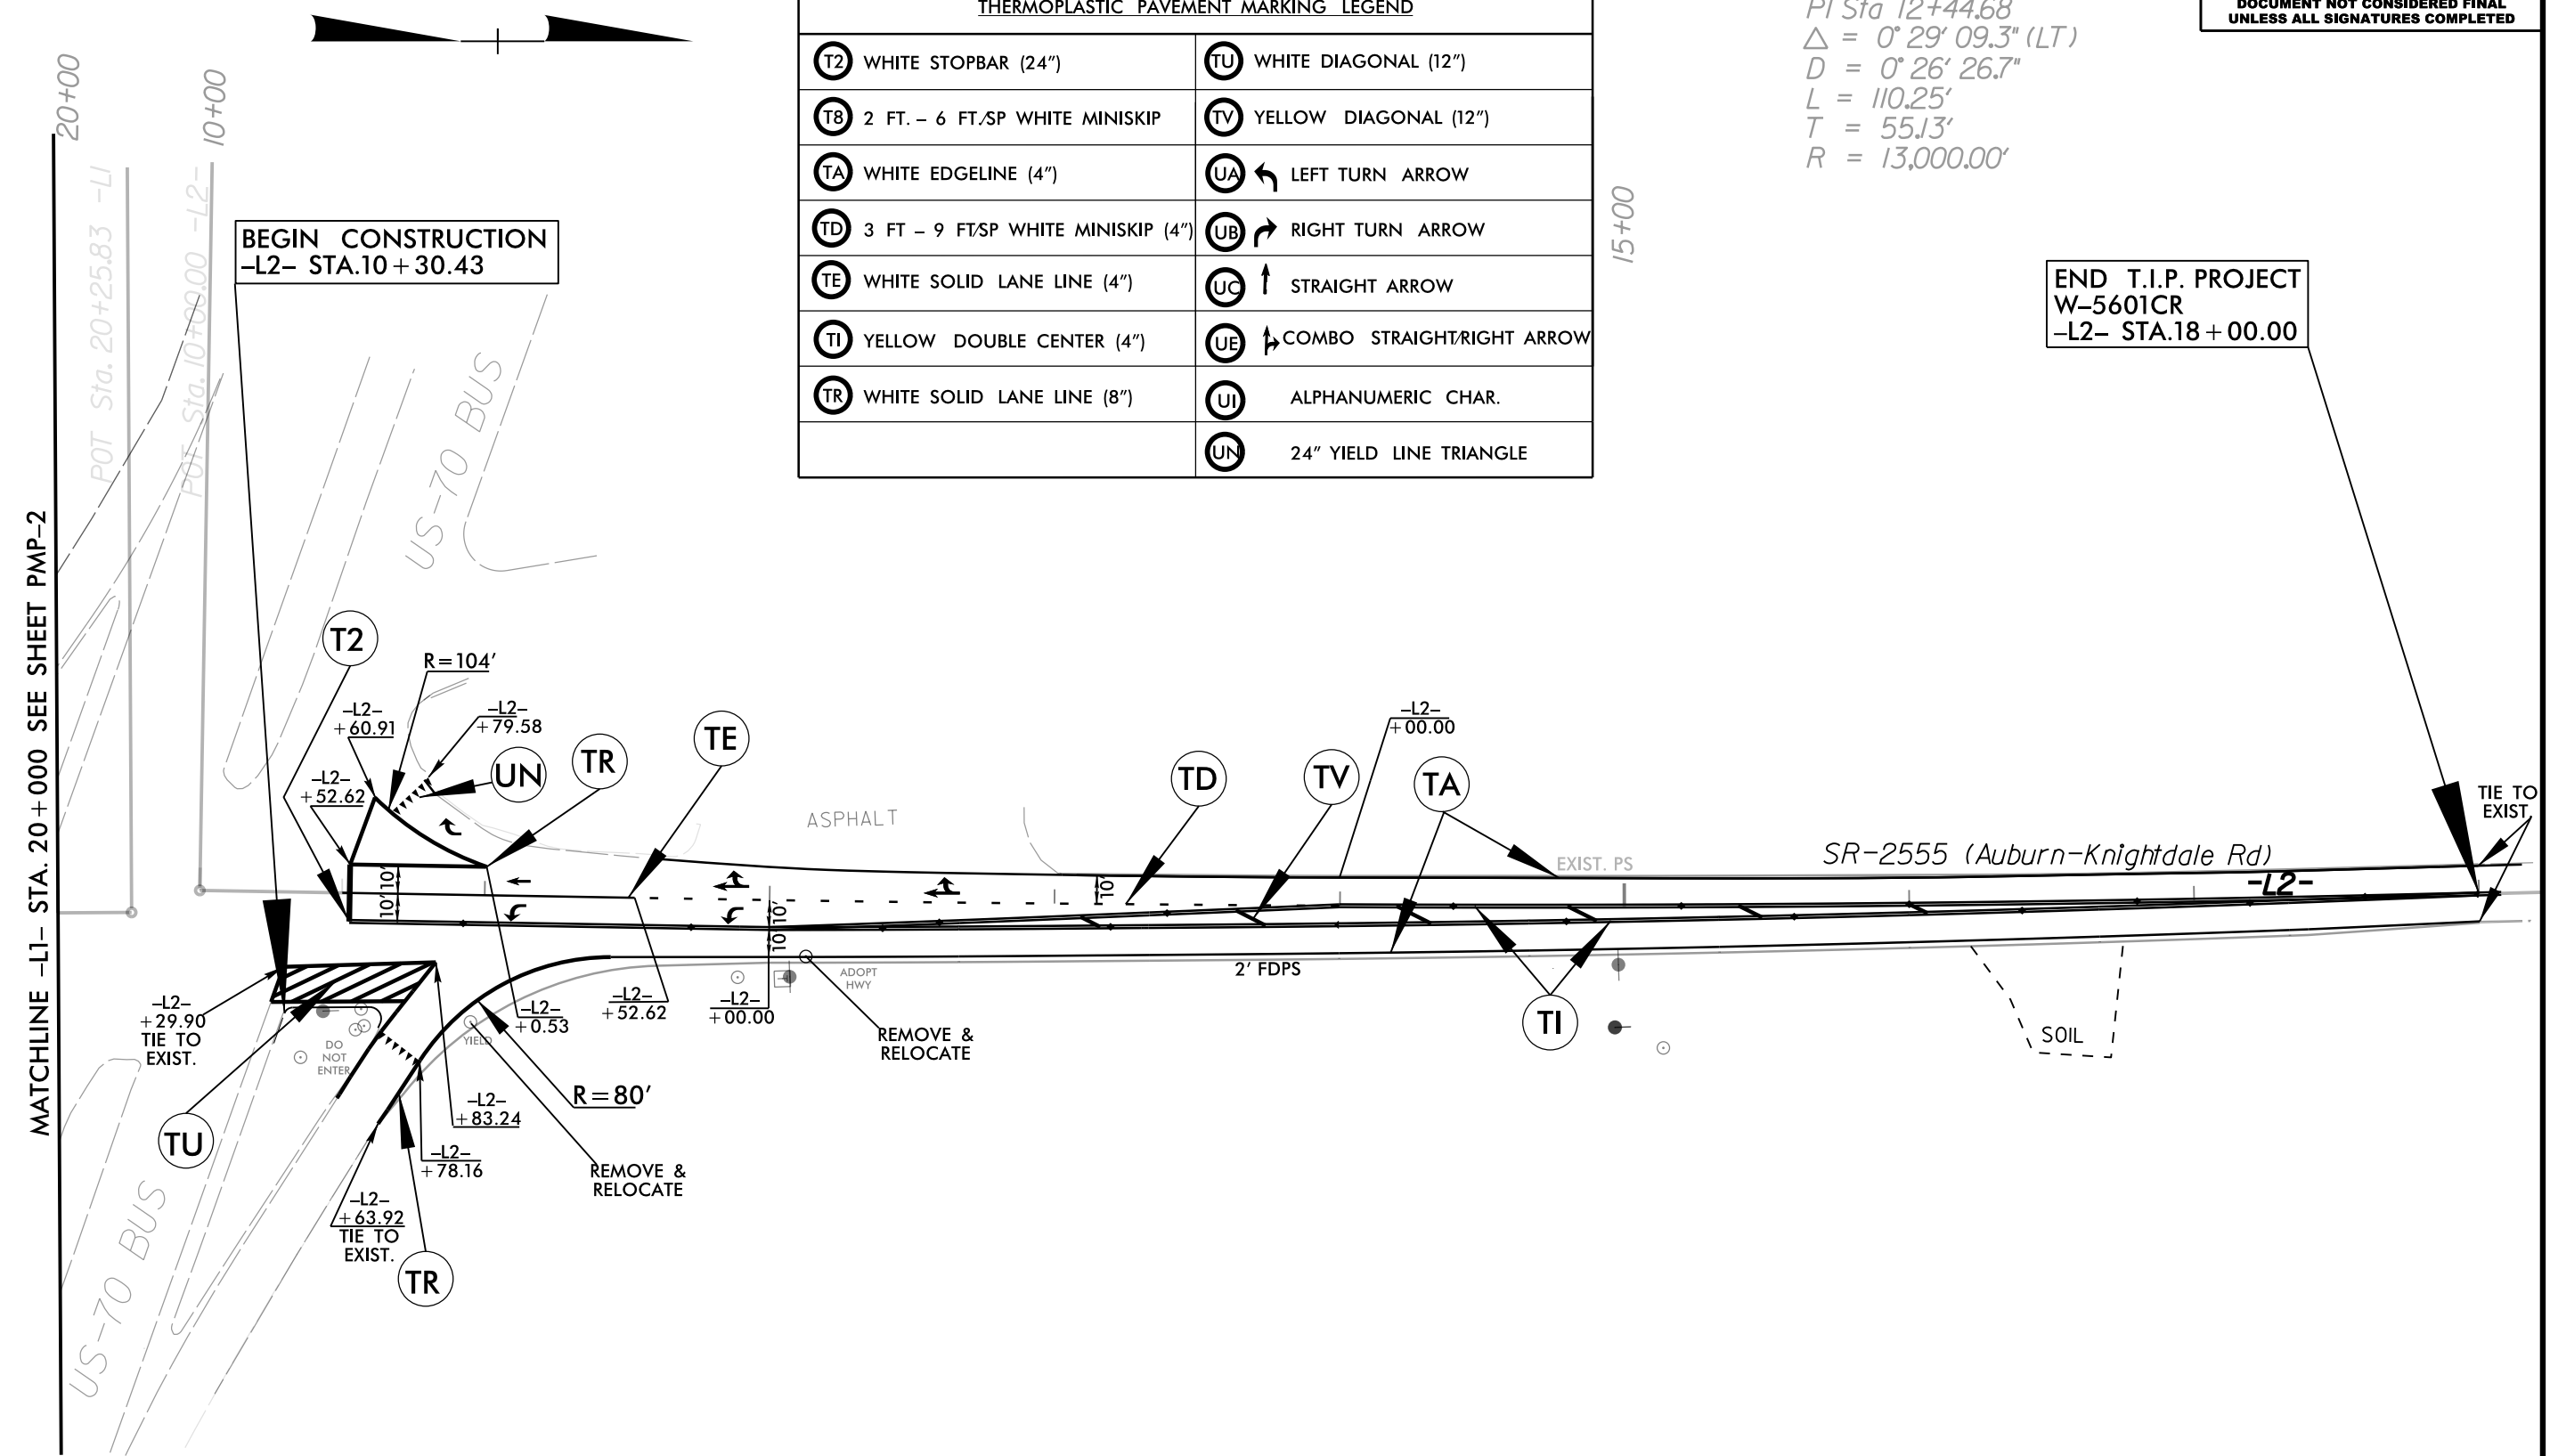 THERMOPLASTIC PAVEMENT MARKING LEGEND
T2 WHITE STOPBAR (24")
TU WHITE DIAGONAL (12")
T8 2 FT. – 6 FT./SP WHITE MINISKIP
TV YELLOW DIAGONAL (12")
TA WHITE EDGELINE (4")
UA LEFT TURN ARROW
TD 3 FT – 9 FT/SP WHITE MINISKIP (4")
UB RIGHT TURN ARROW
TE WHITE SOLID LANE LINE (4")
UC STRAIGHT ARROW
TI YELLOW DOUBLE CENTER (4")
UE COMBO STRAIGHT/RIGHT ARROW
TR WHITE SOLID LANE LINE (8")
UI ALPHANUMERIC CHAR.
UN 24" YIELD LINE TRIANGLE
PI Sta 12+44.68
△ = 0° 29' 09.3" (LT)
D = 0° 26' 26.7"
L = 110.25'
T = 55.13'
R = 13,000.00'
DOCUMENT NOT CONSIDERED FINAL
UNLESS ALL SIGNATURES COMPLETED
20+00
10+00
15+00
POT Sta. 20+25.83 -L1
POT Sta. 10+00.00 -L2-
BEGIN CONSTRUCTION
–L2– STA.10+30.43
END T.I.P. PROJECT
W–5601CR
–L2– STA.18+00.00
US-70 BUS
MATCHLINE –L1– STA. 20+000 SEE SHEET PMP–2
T2
R=104'
–L2–
+60.91
–L2–
+79.58
–L2–
+52.62
UN
TR
TE
TD
TV
TA
–L2–
+00.00
TIE TO
EXIST.
ASPHALT
EXIST. PS
SR-2555 (Auburn-Knightdale Rd)
-L2-
10'
10'
10'
10'
10'
2' FDPS
ADOPT
HWY
–L2–
+29.90
TIE TO
EXIST.
DO
NOT
ENTER
YIELD
–L2–
+0.53
–L2–
+52.62
–L2–
+00.00
REMOVE &
RELOCATE
TI
SOIL
R=80'
–L2–
+83.24
TU
–L2–
+78.16
REMOVE &
RELOCATE
–L2–
+63.92
TIE TO
EXIST.
TR
US-70 BUS